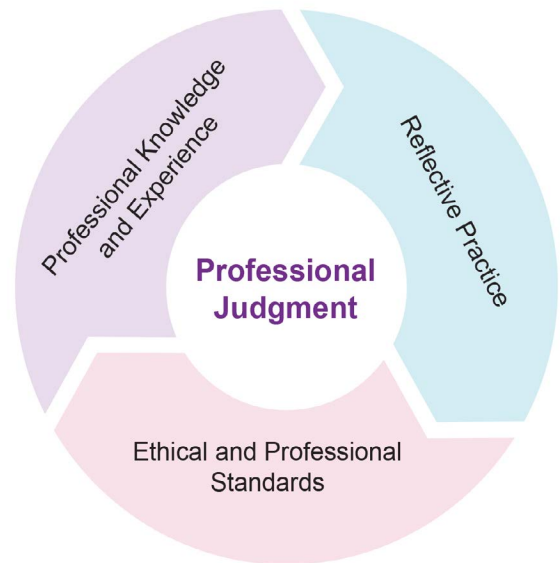 Professional Knowledge
and Experience
Reflective Practice
Professional
Judgment
Ethical and Professional
Standards